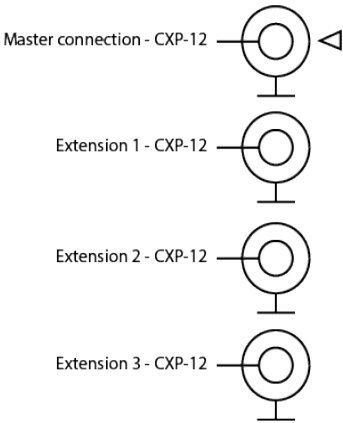 Master connection - CXP-12
Extension 1 - CXP-12
Extension 2 - CXP-12
Extension 3 - CXP-12